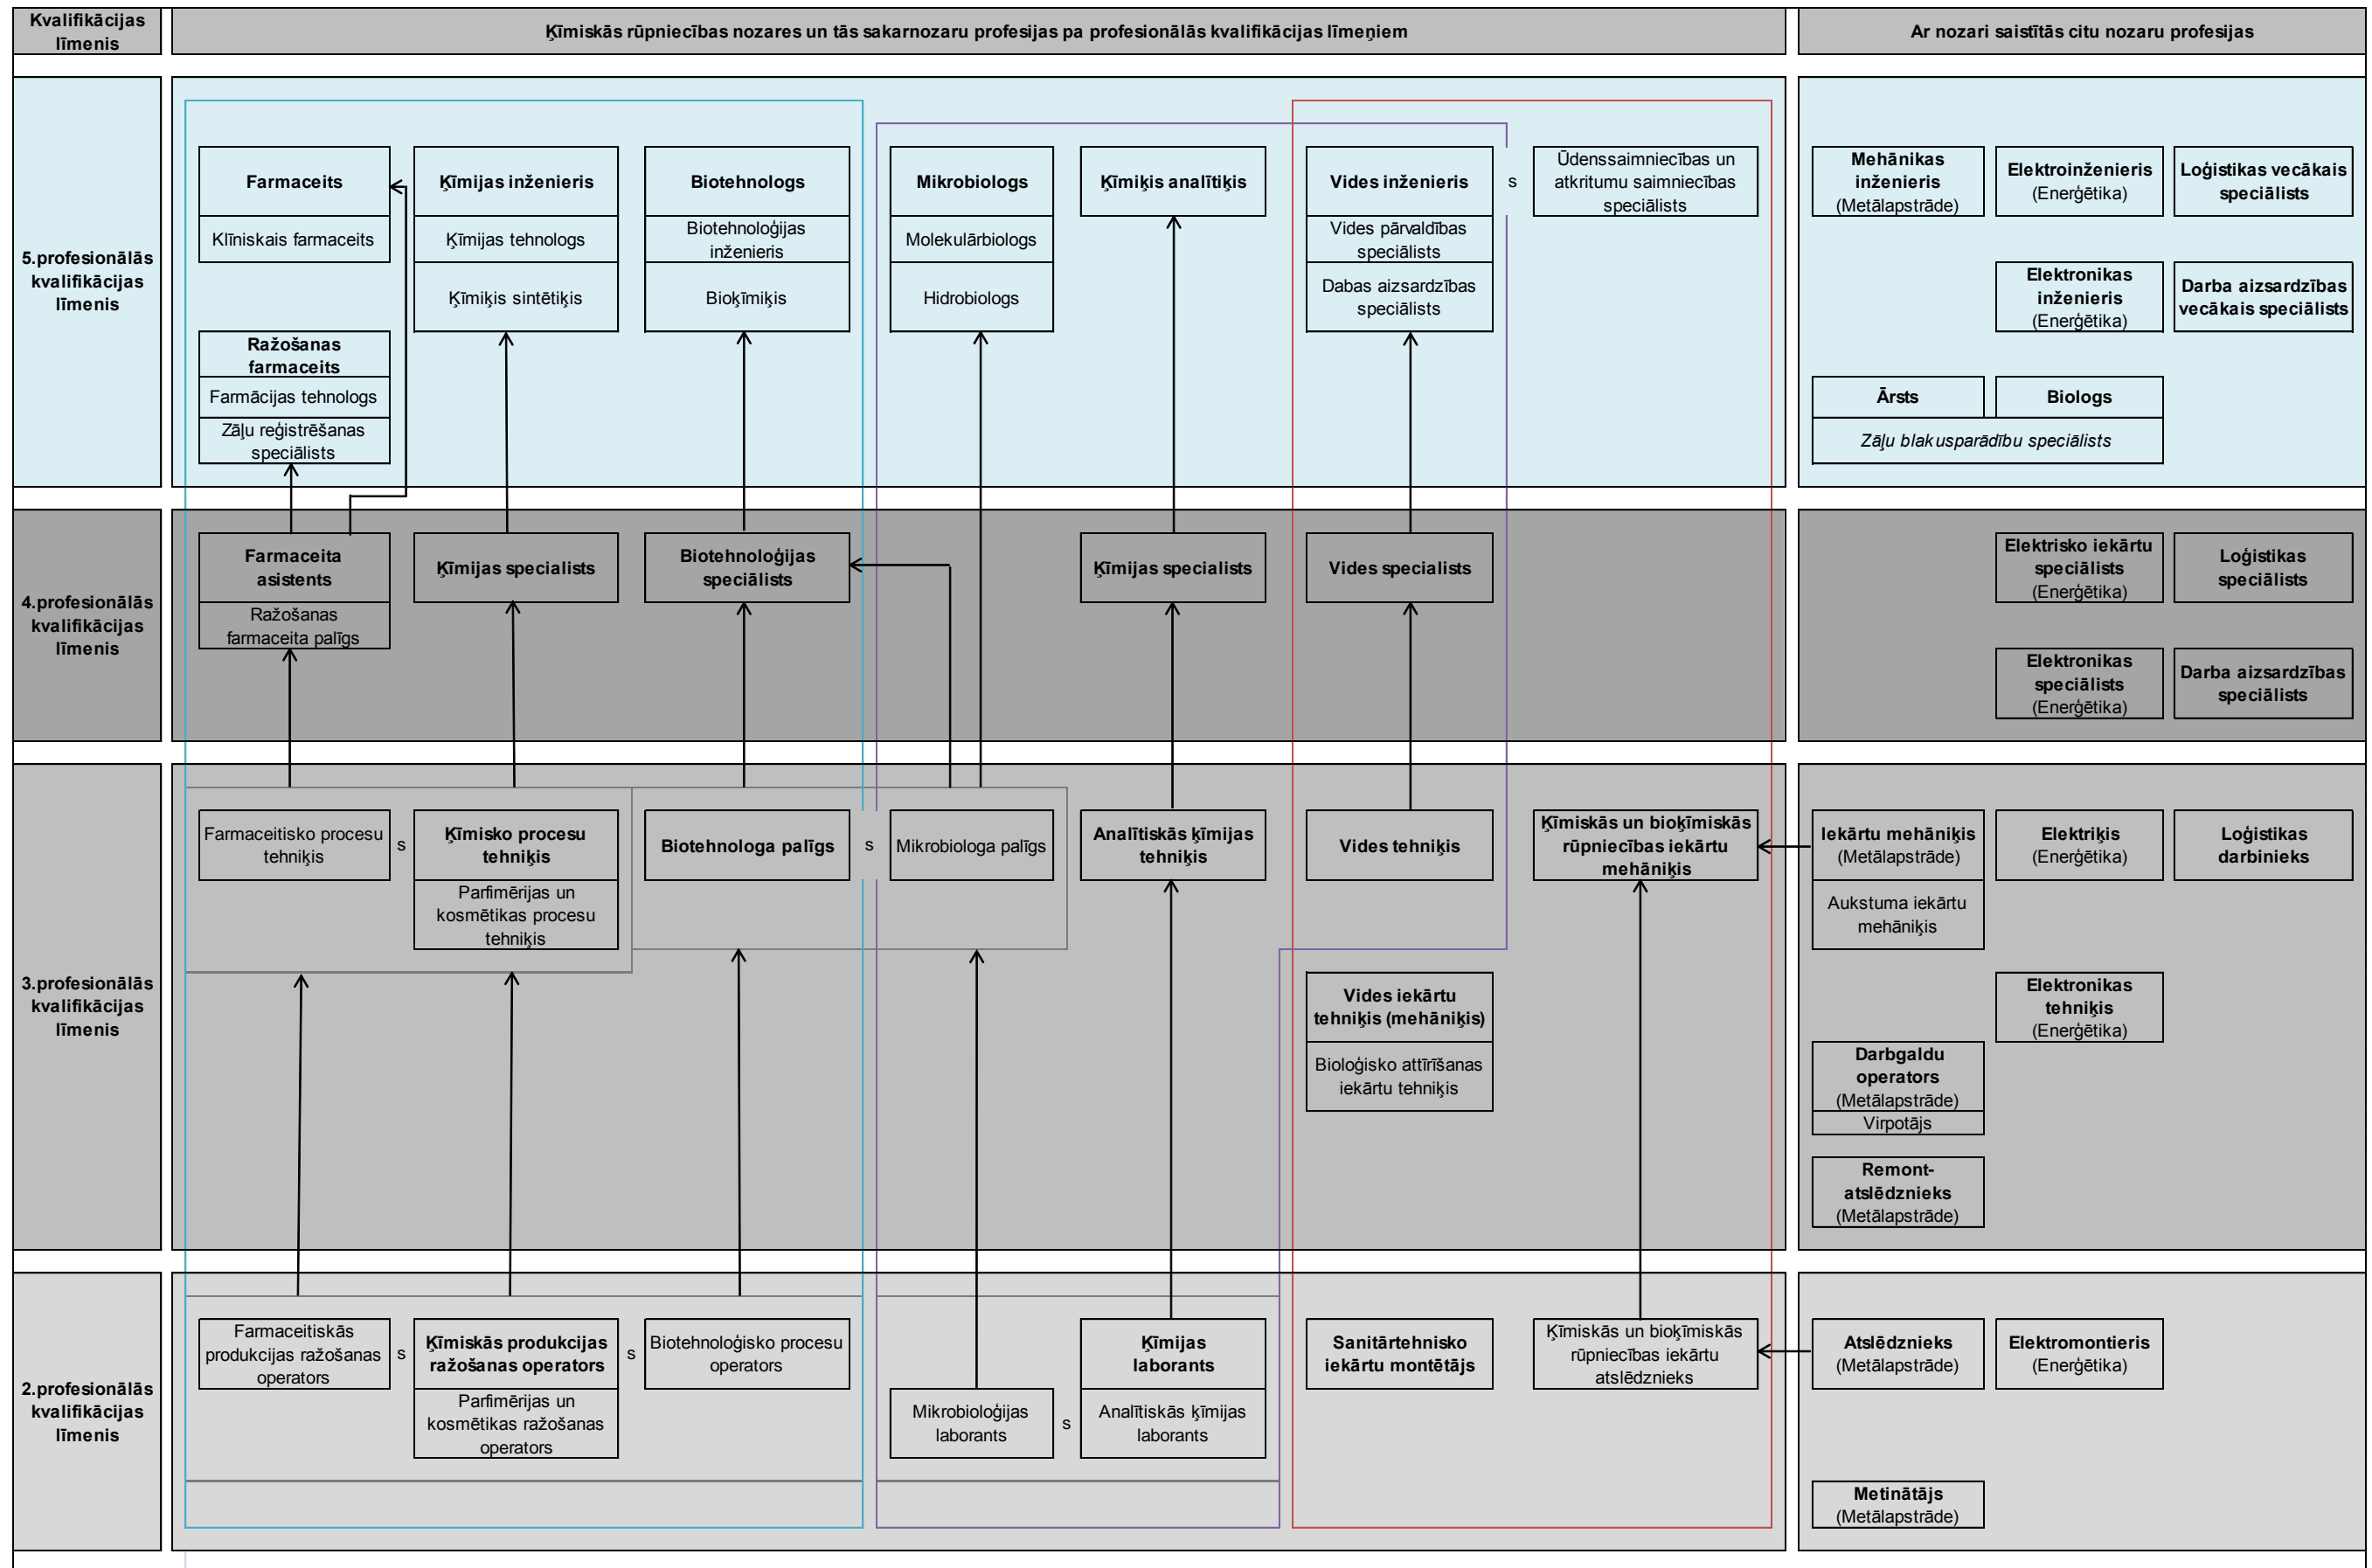 Kvalifikācijas
līmenis
Ķīmiskās rūpniecības nozares un tās sakarnozaru profesijas pa profesionālās kvalifikācijas līmeņiem
Ar nozari saistītās citu nozaru profesijas
5.profesionālās
kvalifikācijas
līmenis
Farmaceits
Klīniskais farmaceits
Ražošanas
farmaceits
Farmācijas tehnologs
Zāļu reģistrēšanas
speciālists
Ķīmijas inženieris
Ķīmijas tehnologs
Ķīmiķis sintētiķis
Biotehnologs
Biotehnoloģijas
inženieris
Bioķīmiķis
Mikrobiologs
Molekulārbiologs
Hidrobiologs
Ķīmiķis analītiķis
Vides inženieris
Vides pārvaldības
speciālists
Dabas aizsardzības
speciālists
s
Ūdenssaimniecības un
atkritumu saimniecības
speciālists
Mehānikas
inženieris
(Metālapstrāde)
Elektroinženieris
(Enerģētika)
Loģistikas vecākais
speciālists
Elektronikas
inženieris
(Enerģētika)
Darba aizsardzības
vecākais speciālists
Ārsts
Biologs
Zāļu blakusparādību speciālists
4.profesionālās
kvalifikācijas
līmenis
Farmaceita
asistents
Ražošanas
farmaceita palīgs
Ķīmijas specialists
Biotehnoloģijas
speciālists
Ķīmijas specialists
Vides specialists
Elektrisko iekārtu
speciālists
(Enerģētika)
Loģistikas
speciālists
Elektronikas
speciālists
(Enerģētika)
Darba aizsardzības
speciālists
3.profesionālās
kvalifikācijas
līmenis
Farmaceitisko procesu
tehniķis
s
Ķīmisko procesu
tehniķis
Parfimērijas un
kosmētikas procesu
tehniķis
Biotehnologa palīgs
s
Mikrobiologa palīgs
Analītiskās ķīmijas
tehniķis
Vides tehniķis
Ķīmiskās un bioķīmiskās
rūpniecības iekārtu
mehāniķis
Vides iekārtu
tehniķis (mehāniķis)
Bioloģisko attīrīšanas
iekārtu tehniķis
Iekārtu mehāniķis
(Metālapstrāde)
Aukstuma iekārtu
mehāniķis
Elektriķis
(Enerģētika)
Loģistikas
darbinieks
Elektronikas
tehniķis
(Enerģētika)
Darbgaldu
operators
(Metālapstrāde)
Virpotājs
Remont-
atslēdznieks
(Metālapstrāde)
2.profesionālās
kvalifikācijas
līmenis
Farmaceitiskās
produkcijas ražošanas
operators
s
Ķīmiskās produkcijas
ražošanas operators
Parfimērijas un
kosmētikas ražošanas
operators
s
Biotehnoloģisko procesu
operators
Mikrobioloģijas
laborants
s
Ķīmijas
laborants
Analītiskās ķīmijas
laborants
Sanitārtehnisko
iekārtu montētājs
Ķīmiskās un bioķīmiskās
rūpniecības iekārtu
atslēdznieks
Atslēdznieks
(Metālapstrāde)
Elektromontieris
(Enerģētika)
Metinātājs
(Metālapstrāde)